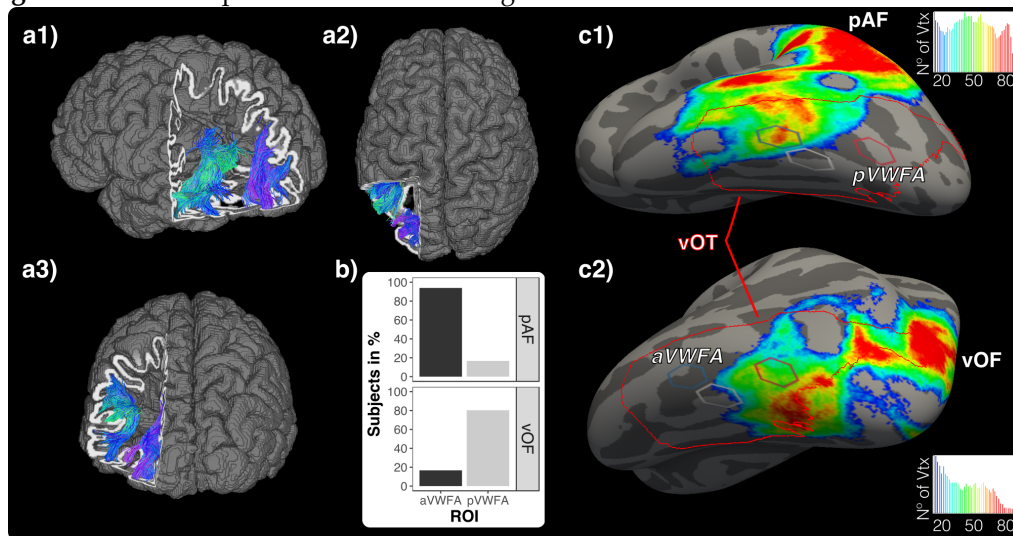 a1)
a2)
a3)
b)
Subjects in %
100
80
60
40
20
0
pAF
100
80
60
40
20
0
vOF
aVWFA pVWFA
ROI
c1)
pAF
Nº of Vtx
20 50 80
pVWFA
vOT
c2)
aVWFA
vOF
Nº of Vtx
20 50 80